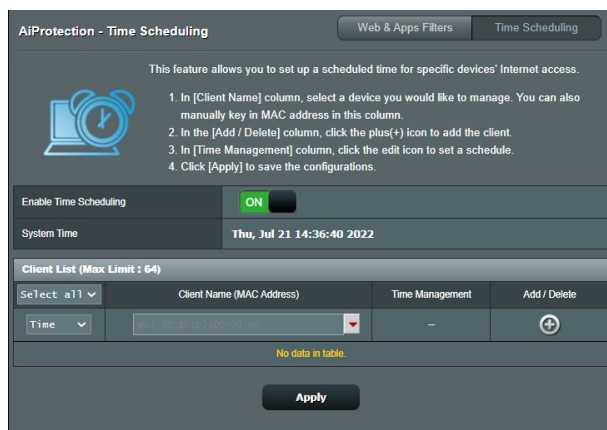 AiProtection - Time Scheduling
Web & Apps Filters
Time Scheduling
This feature allows you to set up a scheduled time for specific devices' Internet access.
1. In [Client Name] column, select a device you would like to manage. You can also
manually key in MAC address in this
column.
2. In the [Add / Delete] column, click the plus(+) icon to add the
client.
3. In [Time Management] column, click the edit icon to set a
schedule.
4. Click [Apply] to save the configurations.
Enable Time Scheduling
ON
System Time
Thu, Jul 21 14:36:40 2022
Client List (Max Limit : 64)
Select all
Client Name (MAC Address)
Time Management
Add / Delete
Time
–
No data in table.
Apply